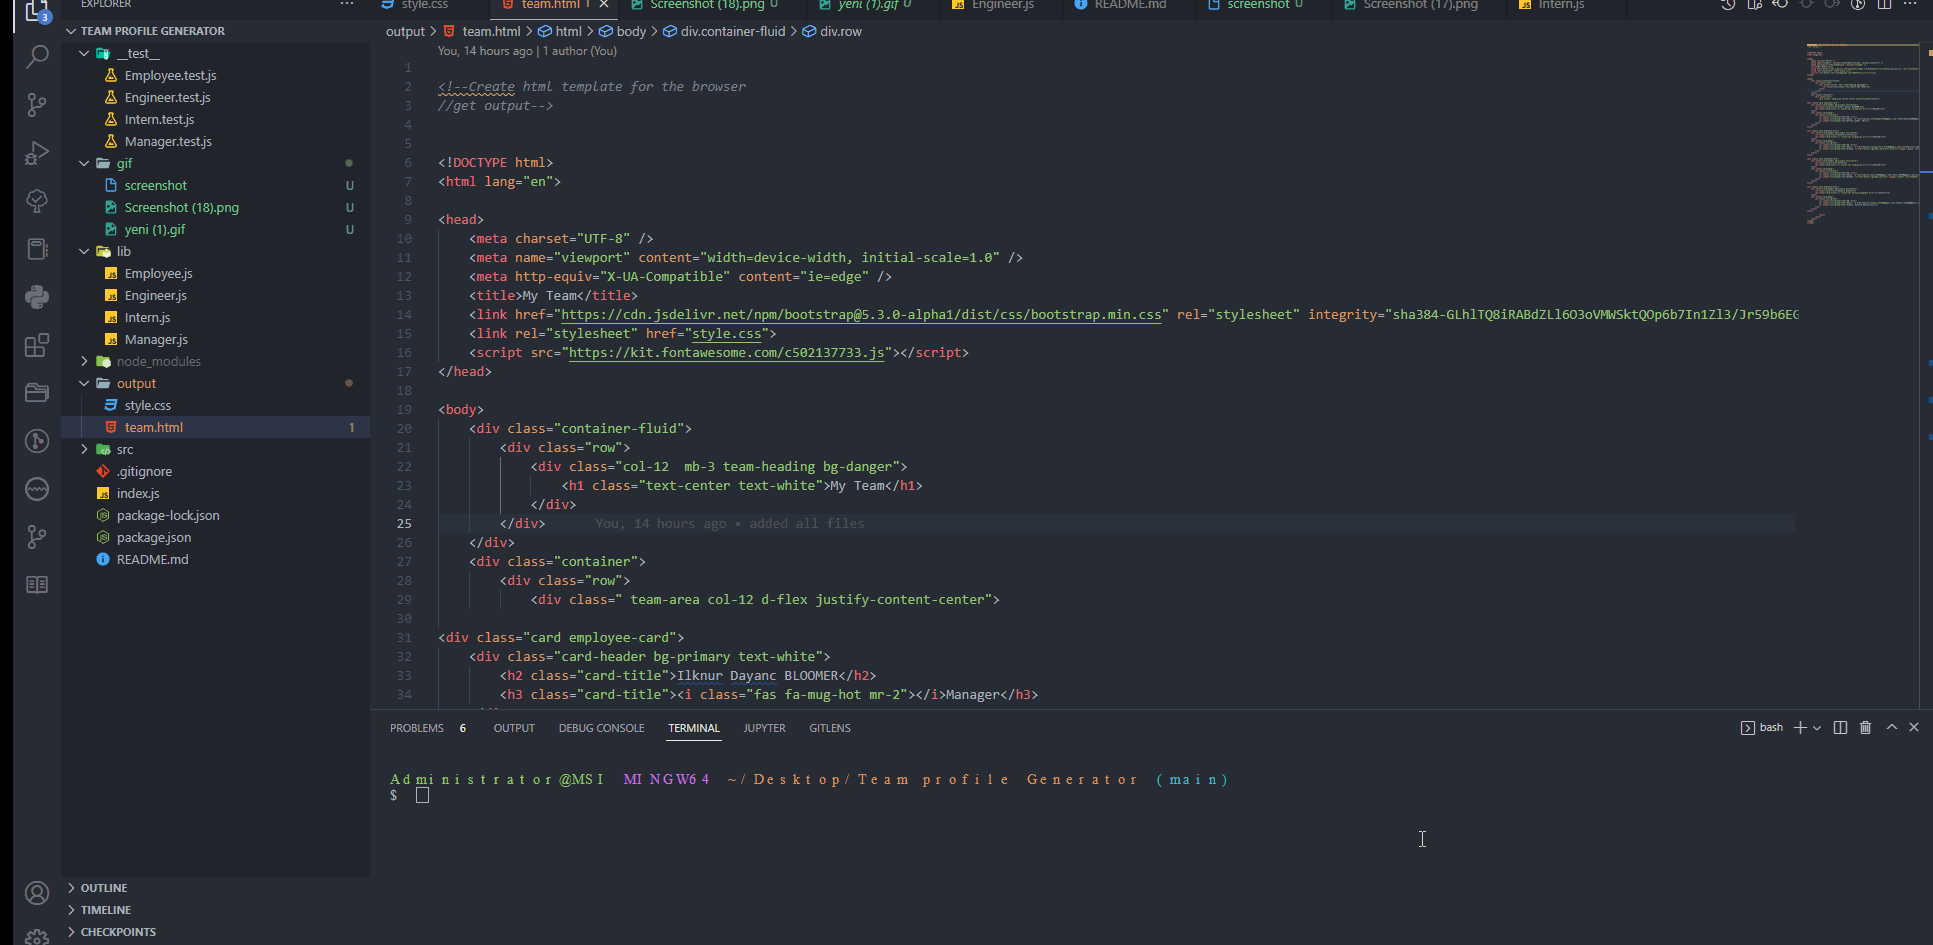 EXPLORER
style.css
team.html 1
Screenshot (18).png U
yeni (1).gif U
Engineer.js
README.md
screenshot U
Screenshot (17).png
Intern.js
3
TEAM PROFILE GENERATOR
__test__
Employee.test.js
Engineer.test.js
Intern.test.js
Manager.test.js
gif
screenshot U
Screenshot (18).png U
yeni (1).gif U
lib
Employee.js
Engineer.js
Intern.js
Manager.js
node_modules
output
style.css
team.html 1
src
.gitignore
index.js
package-lock.json
package.json
README.md
OUTLINE
TIMELINE
CHECKPOINTS
output > team.html > html > body > div.container-fluid > div.row
You, 14 hours ago | 1 author (You)
1
2 <!--Create html template for the browser
3 //get output-->
4
5
6 <!DOCTYPE html>
7 <html lang="en">
8
9 <head>
10 <meta charset="UTF-8" />
11 <meta name="viewport" content="width=device-width, initial-scale=1.0" />
12 <meta http-equiv="X-UA-Compatible" content="ie=edge" />
13 <title>My Team</title>
14 <link href="https://cdn.jsdelivr.net/npm/bootstrap@5.3.0-alpha1/dist/css/bootstrap.min.css" rel="stylesheet" integrity="sha384-GLhlTQ8iRABdZLl6O3oVMWSktQOp6b7In1Zl3/Jr59b6EG
15 <link rel="stylesheet" href="style.css">
16 <script src="https://kit.fontawesome.com/c502137733.js"></script>
17 </head>
18
19 <body>
20 <div class="container-fluid">
21 <div class="row">
22 <div class="col-12  mb-3 team-heading bg-danger">
23 <h1 class="text-center text-white">My Team</h1>
24 </div>
25 </div> You, 14 hours ago • added all files
26 </div>
27 <div class="container">
28 <div class="row">
29 <div class=" team-area col-12 d-flex justify-content-center">
30
31 <div class="card employee-card">
32 <div class="card-header bg-primary text-white">
33 <h2 class="card-title">Ilknur Dayanc BLOOMER</h2>
34 <h3 class="card-title"><i class="fas fa-mug-hot mr-2"></i>Manager</h3>
PROBLEMS 6 OUTPUT DEBUG CONSOLE TERMINAL JUPYTER GITLENS
bash
Administrator@MSI MINGW64 ~/Desktop/Team profile Generator (main)
$